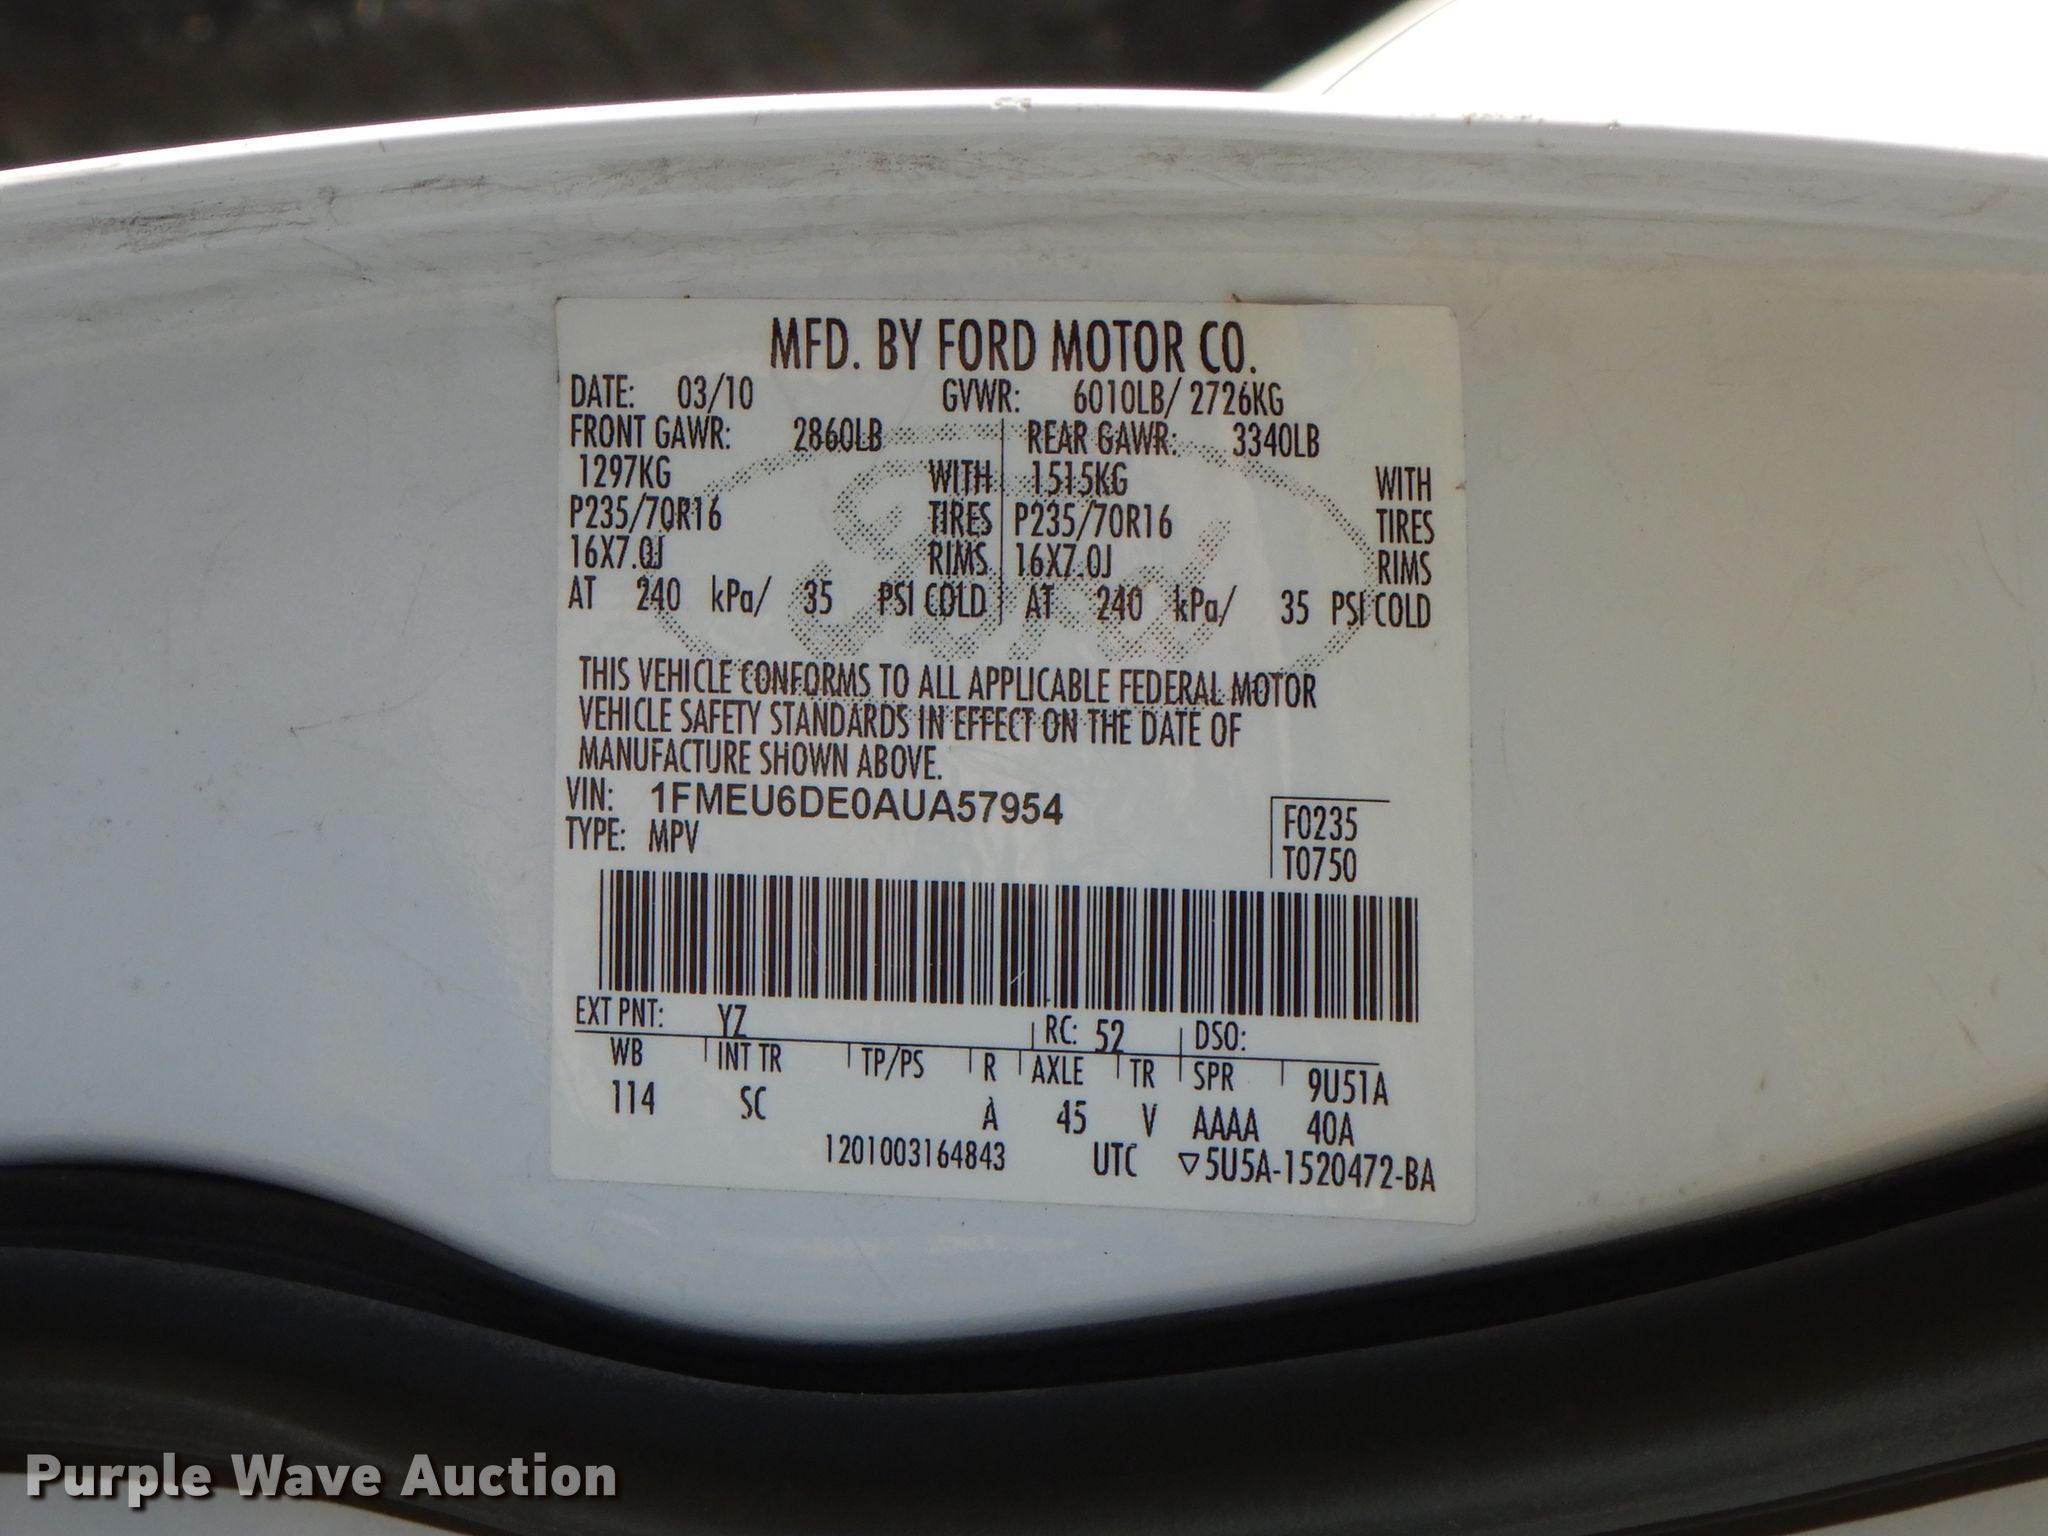 MFD. BY FORD MOTOR CO.
DATE: 03/10 GVWR: 6010LB/ 2726KG
FRONT GAWR: 2860LB REAR GAWR: 3340LB
1297KG WITH 1515KG WITH
P235/70R16 TIRES P235/70R16 TIRES
16X7.0J RIMS 16X7.0J RIMS
AT 240 kPa/ 35 PSI COLD AT 240 kPa/ 35 PSI COLD
Ford
THIS VEHICLE CONFORMS TO ALL APPLICABLE FEDERAL MOTOR
VEHICLE SAFETY STANDARDS IN EFFECT ON THE DATE OF
MANUFACTURE SHOWN ABOVE.
VIN: 1FMEU6DE0AUA57954
TYPE: MPV
F0235
T0750
EXT PNT: YZ RC: 52 DSO:
WB INT TR TP/PS R AXLE TR SPR 9U51A
114 SC A 45 V AAAA 40A
1201003164843 UTC ▽5U5A-1520472-BA
Purple Wave Auction